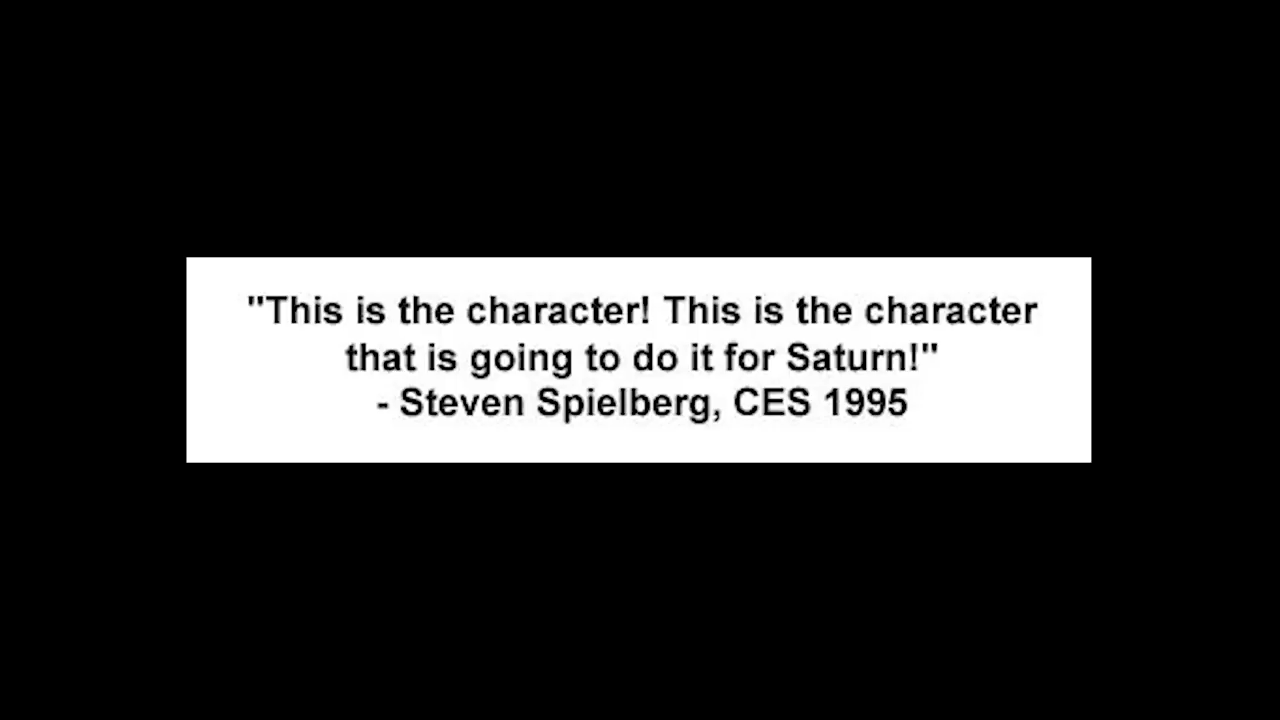 "This is the character! This is the character
that is going to do it for Saturn!"
- Steven Spielberg, CES 1995